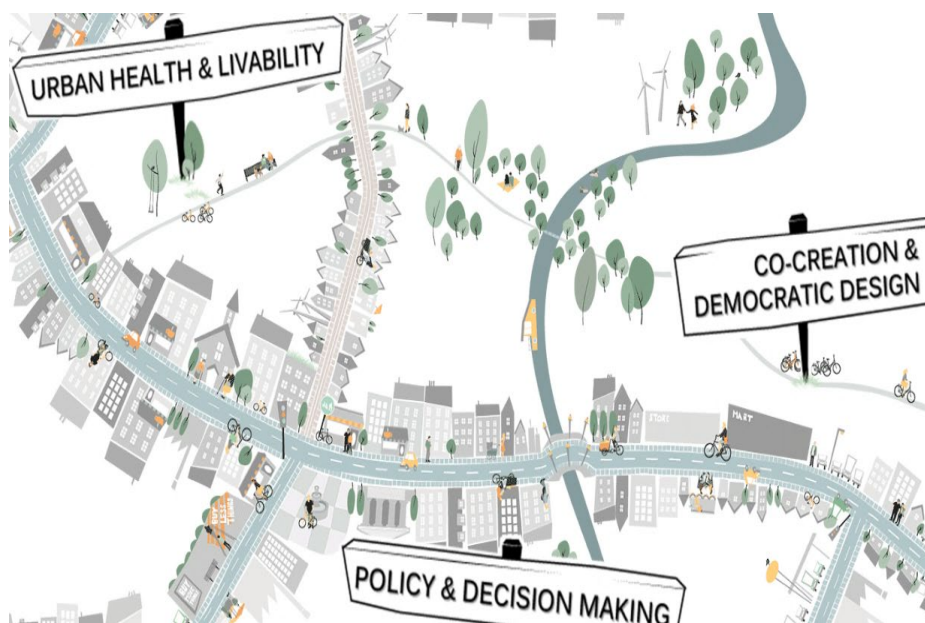 URBAN HEALTH & LIVABILITY
CO-CREATION &
DEMOCRATIC DESIGN
STORE
MART
POLICY & DECISION MAKING